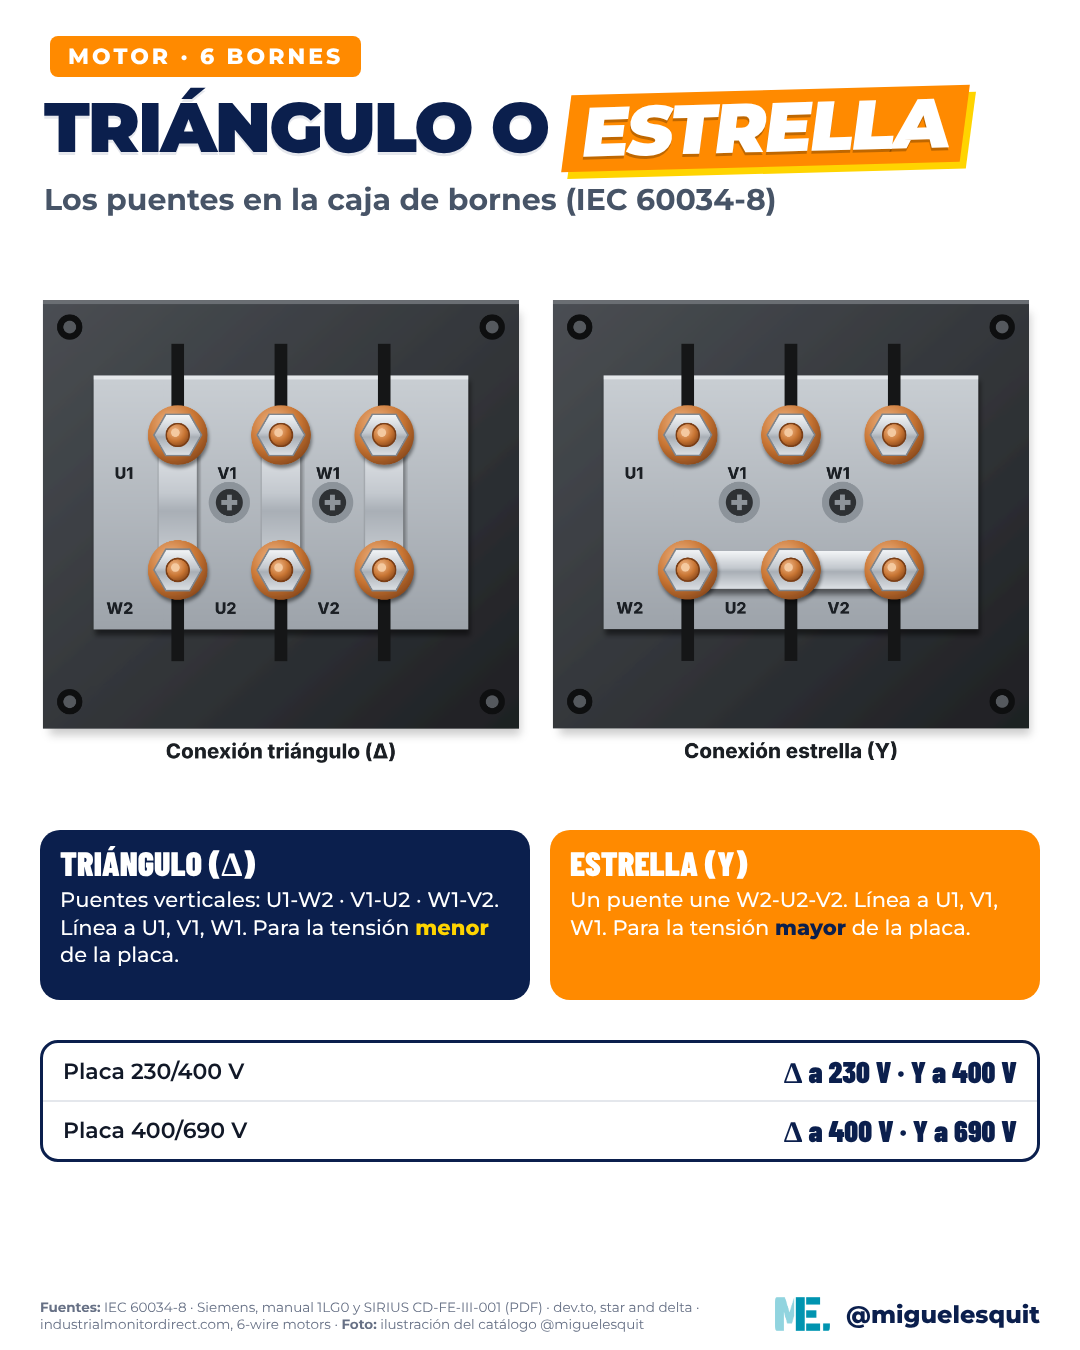 MOTOR · 6 BORNES
TRIÁNGULO O ESTRELLA
Los puentes en la caja de bornes (IEC 60034-8)
U1 V1 W1
W2 U2 V2
Conexión triángulo (Δ)
U1 V1 W1
W2 U2 V2
Conexión estrella (Y)
TRIÁNGULO (Δ)
Puentes verticales: U1-W2 · V1-U2 · W1-V2.
Línea a U1, V1, W1. Para la tensión menor
de la placa.
ESTRELLA (Y)
Un puente une W2-U2-V2. Línea a U1, V1,
W1. Para la tensión mayor de la placa.
Placa 230/400 V Δ a 230 V · Y a 400 V
Placa 400/690 V Δ a 400 V · Y a 690 V
Fuentes: IEC 60034-8 · Siemens, manual 1LG0 y SIRIUS CD-FE-III-001 (PDF) · dev.to, star and delta ·
industrialmonitordirect.com, 6-wire motors · Foto: ilustración del catálogo @miguelesquit
ME. @miguelesquit